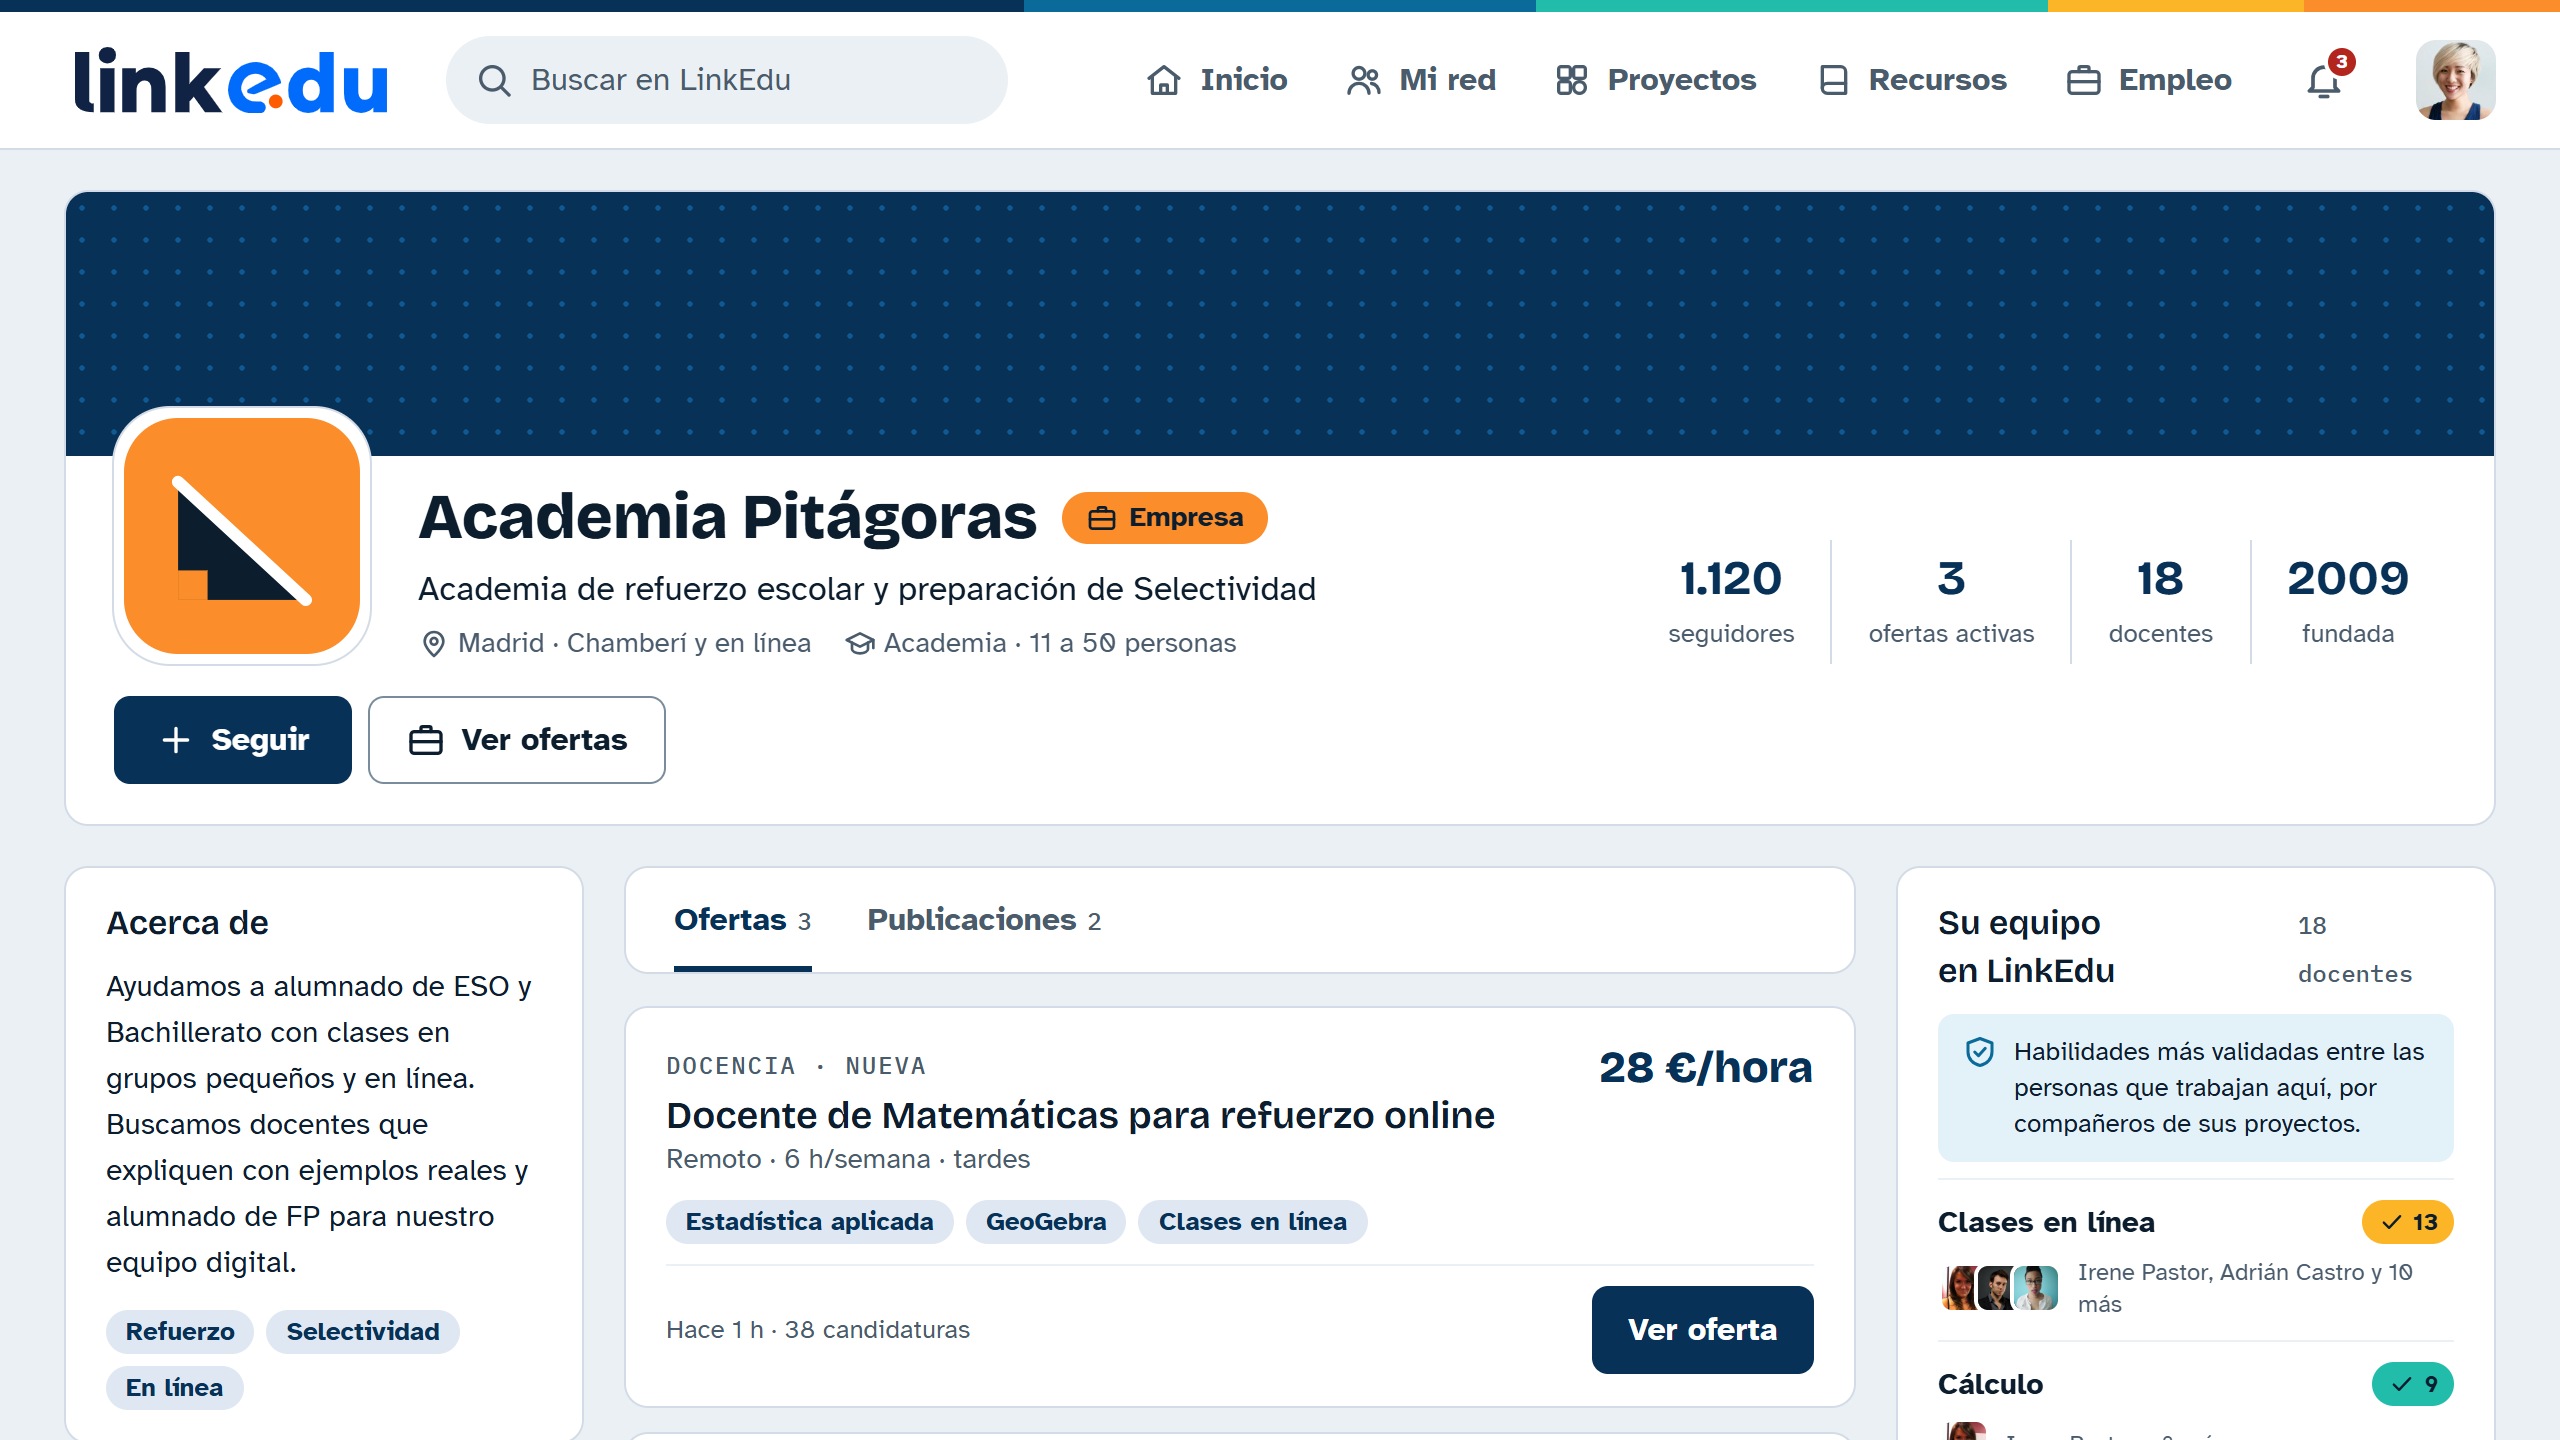 linkedu
Buscar en LinkEdu
Inicio
Mi red
Proyectos
Recursos
Empleo
3
Academia Pitágoras
Empresa
Academia de refuerzo escolar y preparación de Selectividad
Madrid · Chamberí y en línea
Academia · 11 a 50 personas
1.120
seguidores
3
ofertas activas
18
docentes
2009
fundada
Seguir
Ver ofertas
Acerca de
Ayudamos a alumnado de ESO y
Bachillerato con clases en
grupos pequeños y en línea.
Buscamos docentes que
expliquen con ejemplos reales y
alumnado de FP para nuestro
equipo digital.
Refuerzo
Selectividad
En línea
Ofertas 3
Publicaciones 2
DOCENCIA · NUEVA
28 €/hora
Docente de Matemáticas para refuerzo online
Remoto · 6 h/semana · tardes
Estadística aplicada
GeoGebra
Clases en línea
Hace 1 h · 38 candidaturas
Ver oferta
Su equipo
en LinkEdu
18
docentes
Habilidades más validadas entre las
personas que trabajan aquí, por
compañeros de sus proyectos.
Clases en línea
13
Irene Pastor, Adrián Castro y 10
más
Cálculo
9